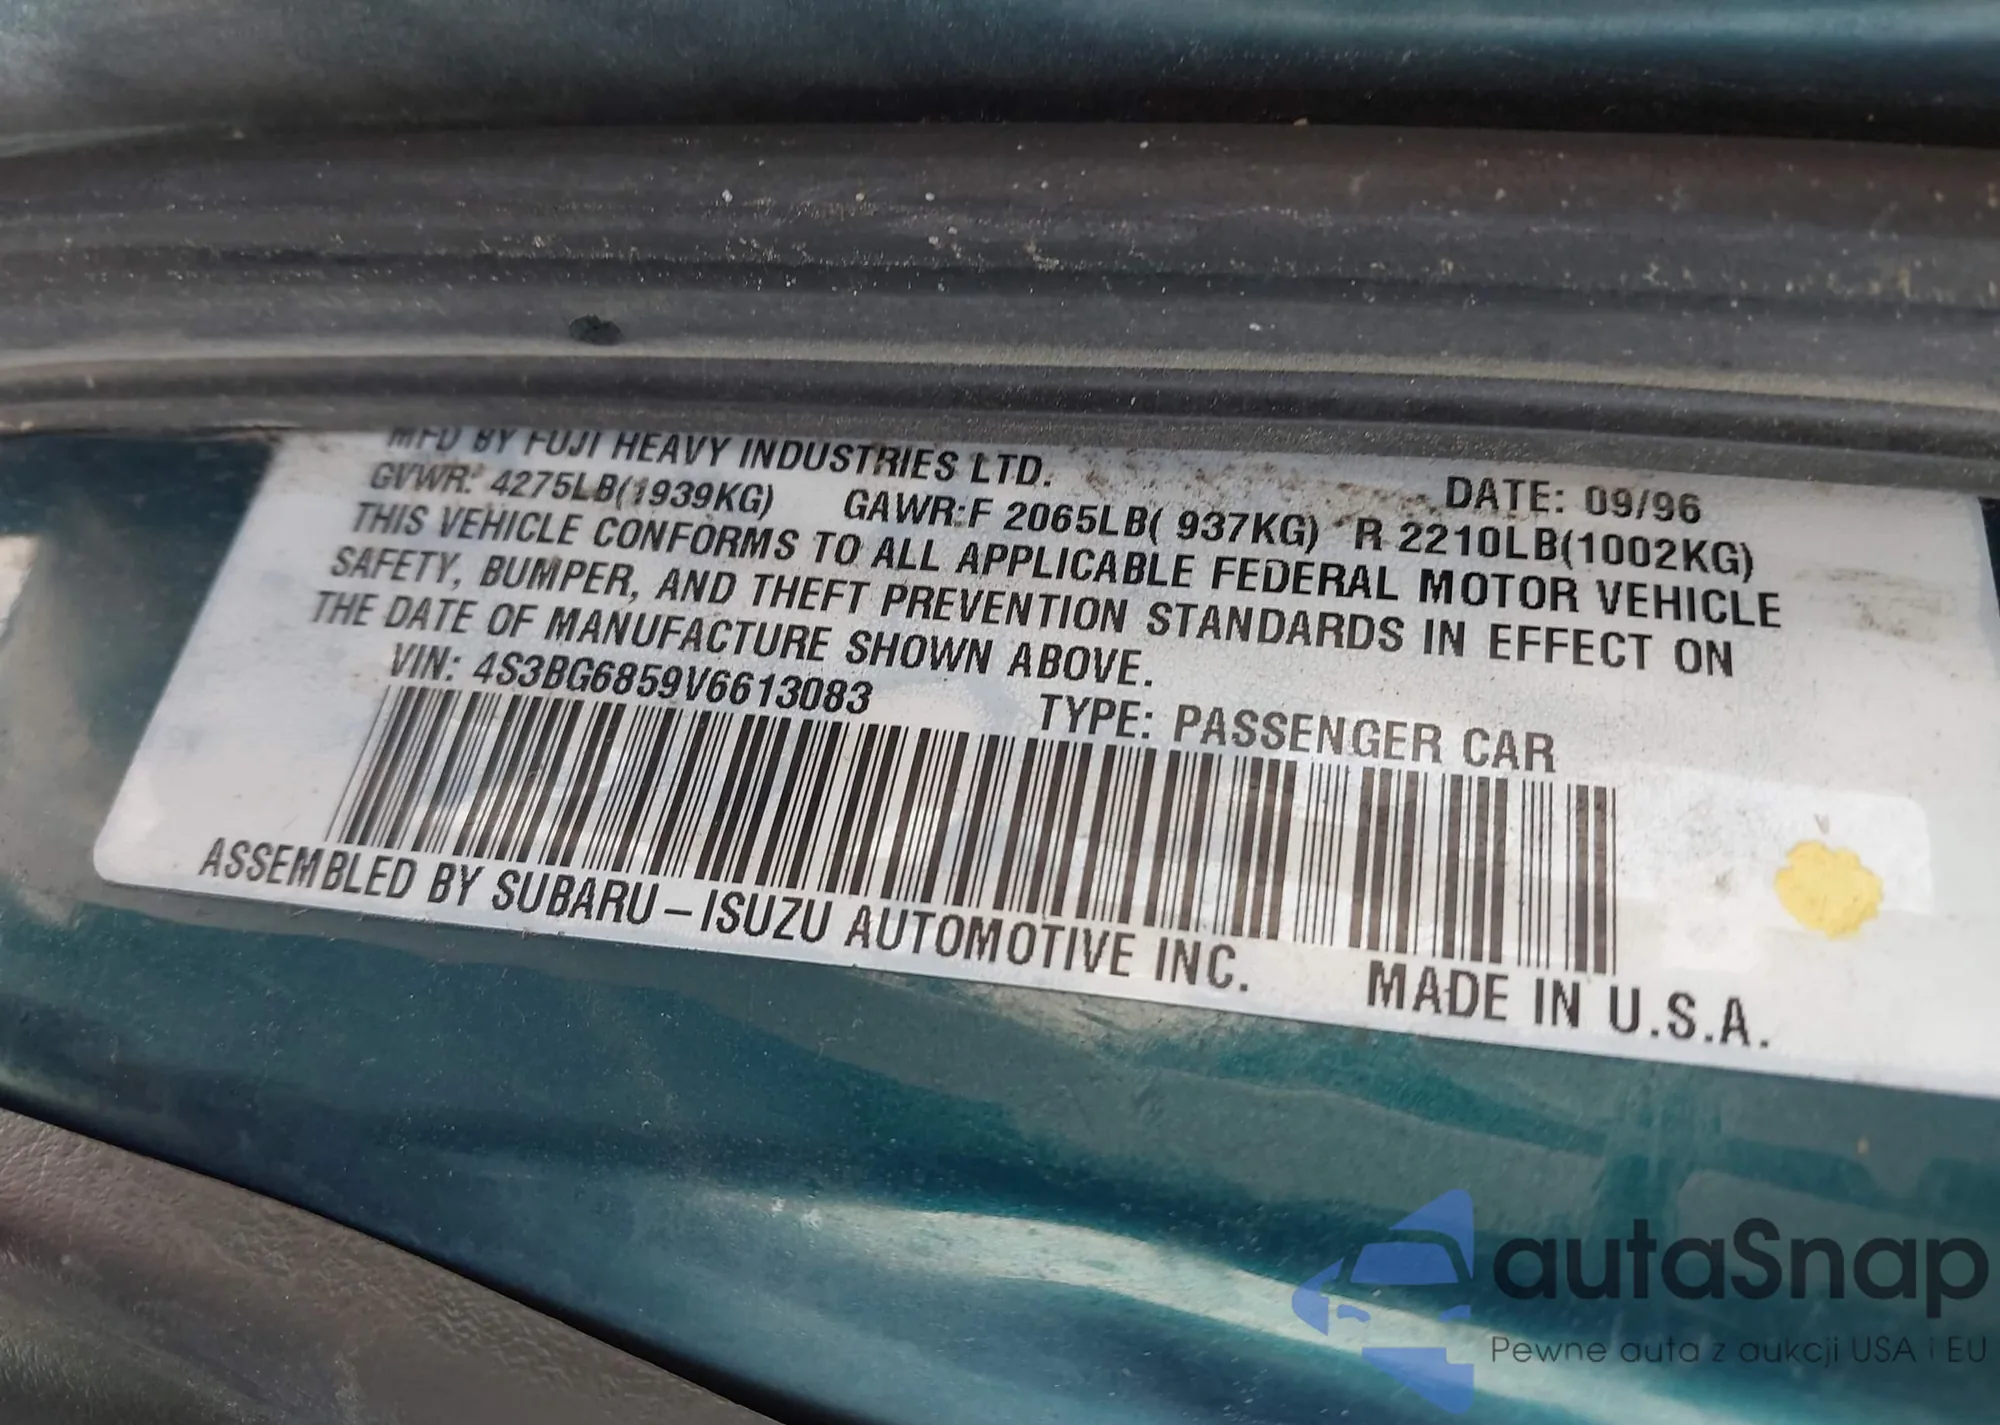 MFD BY FUJI HEAVY INDUSTRIES LTD. DATE: 09/96
GVWR: 4275LB(1939KG) GAWR:F 2065LB( 937KG) R 2210LB(1002KG)
THIS VEHICLE CONFORMS TO ALL APPLICABLE FEDERAL MOTOR VEHICLE
SAFETY, BUMPER, AND THEFT PREVENTION STANDARDS IN EFFECT ON
THE DATE OF MANUFACTURE SHOWN ABOVE.
VIN: 4S3BG6859V6613083 TYPE: PASSENGER CAR
ASSEMBLED BY SUBARU-ISUZU AUTOMOTIVE INC. MADE IN U.S.A.
autaSnap
Pewne auta z aukcji USA i EU